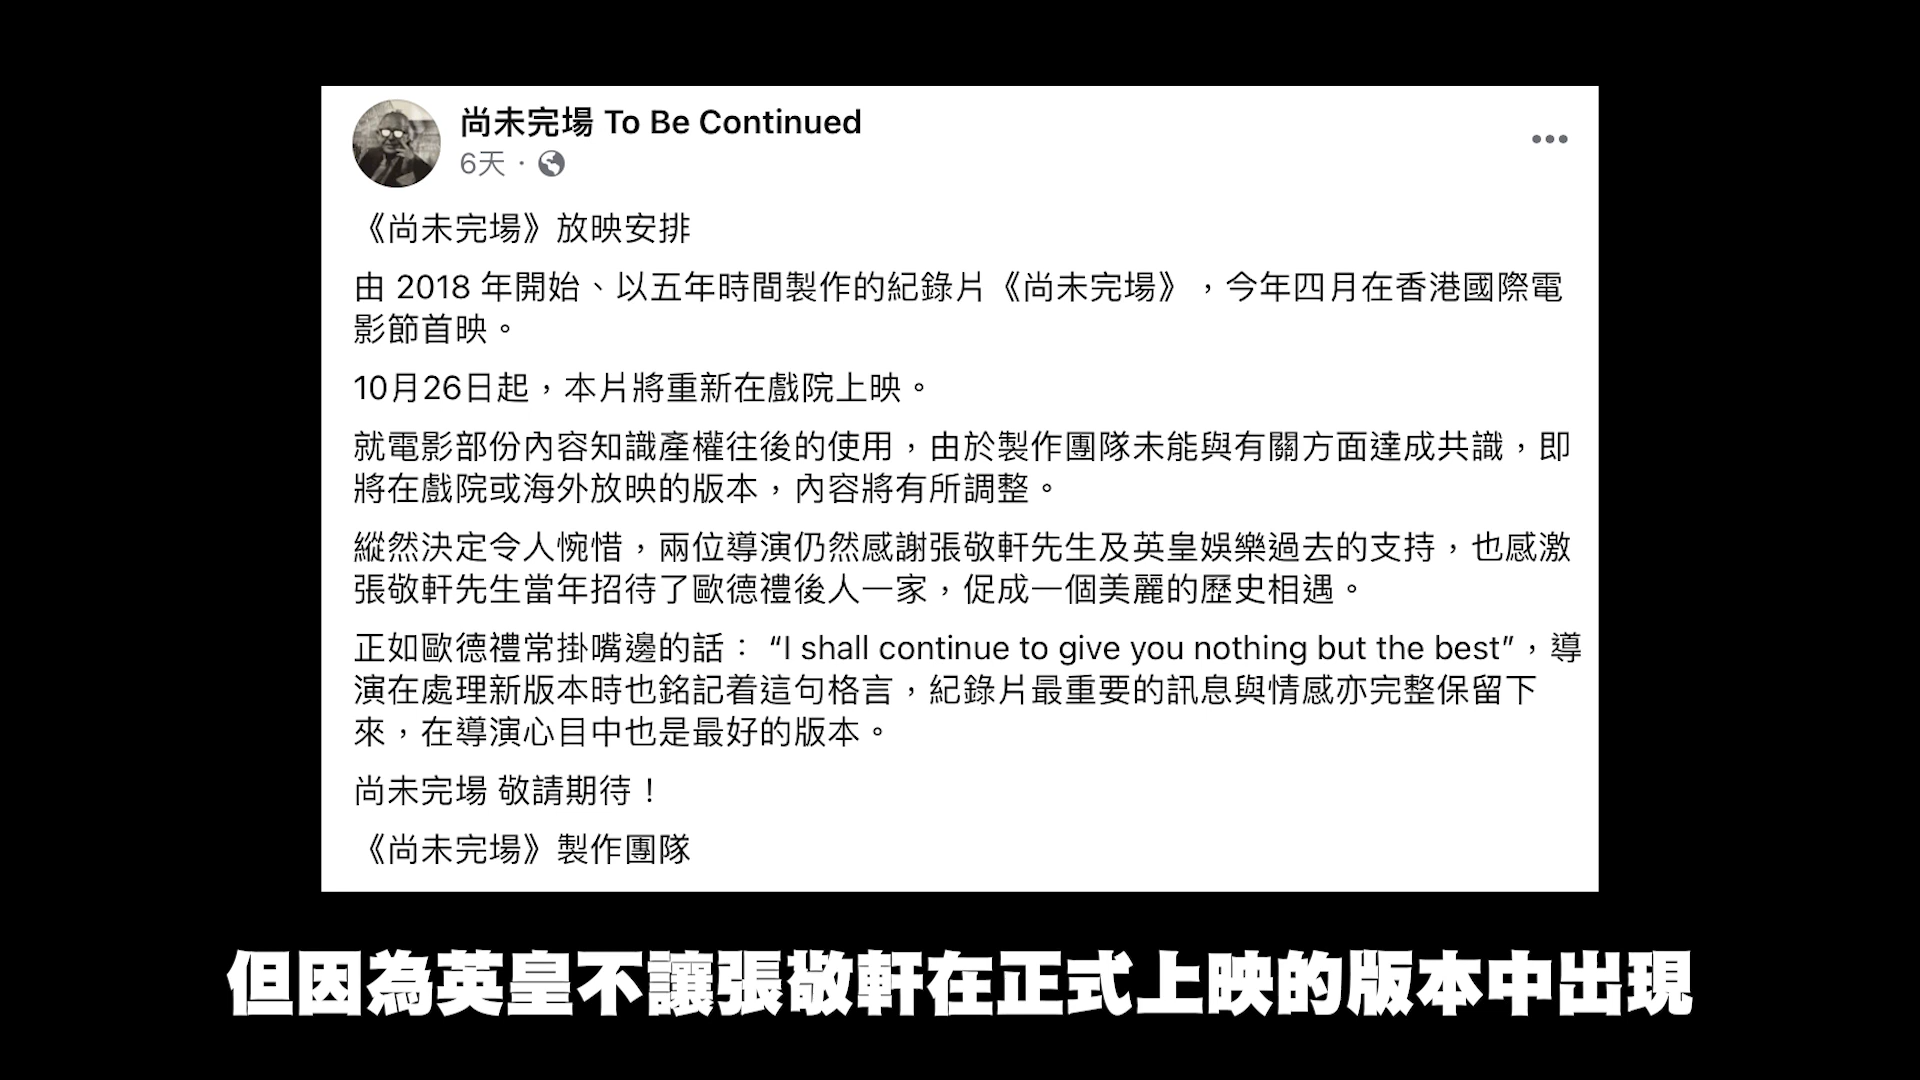 尚未完場 To Be Continued
6天 ·
《尚未完場》放映安排
由 2018 年開始、以五年時間製作的紀錄片《尚未完場》，今年四月在香港國際電
影節首映。
10月26日起，本片將重新在戲院上映。
就電影部份內容知識產權往後的使用，由於製作團隊未能與有關方面達成共識，即
將在戲院或海外放映的版本，內容將有所調整。
縱然決定令人惋惜，兩位導演仍然感謝張敬軒先生及英皇娛樂過去的支持，也感激
張敬軒先生當年招待了歐德禮後人一家，促成一個美麗的歷史相遇。
正如歐德禮常掛嘴邊的話： “I shall continue to give you nothing but the best”，導
演在處理新版本時也銘記着這句格言，紀錄片最重要的訊息與情感亦完整保留下
來，在導演心目中也是最好的版本。
尚未完場 敬請期待！
《尚未完場》製作團隊
但因為英皇不讓張敬軒在正式上映的版本中出現